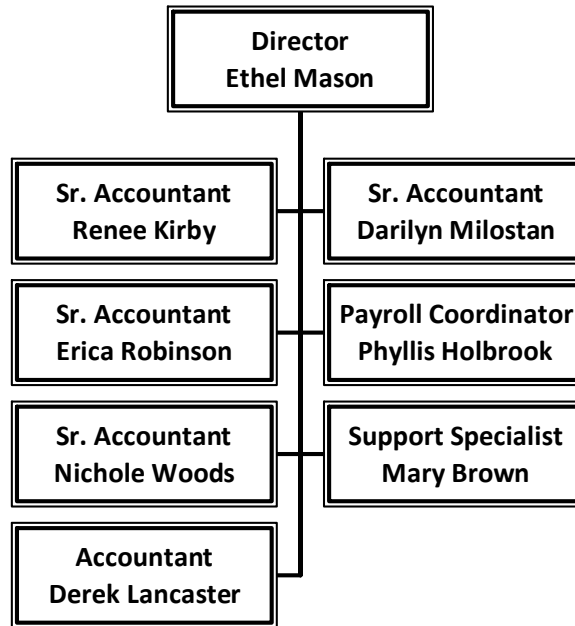 Director
Ethel Mason
Sr. Accountant
Renee Kirby
Sr. Accountant
Darilyn Milostan
Sr. Accountant
Erica Robinson
Payroll Coordinator
Phyllis Holbrook
Sr. Accountant
Nichole Woods
Support Specialist
Mary Brown
Accountant
Derek Lancaster